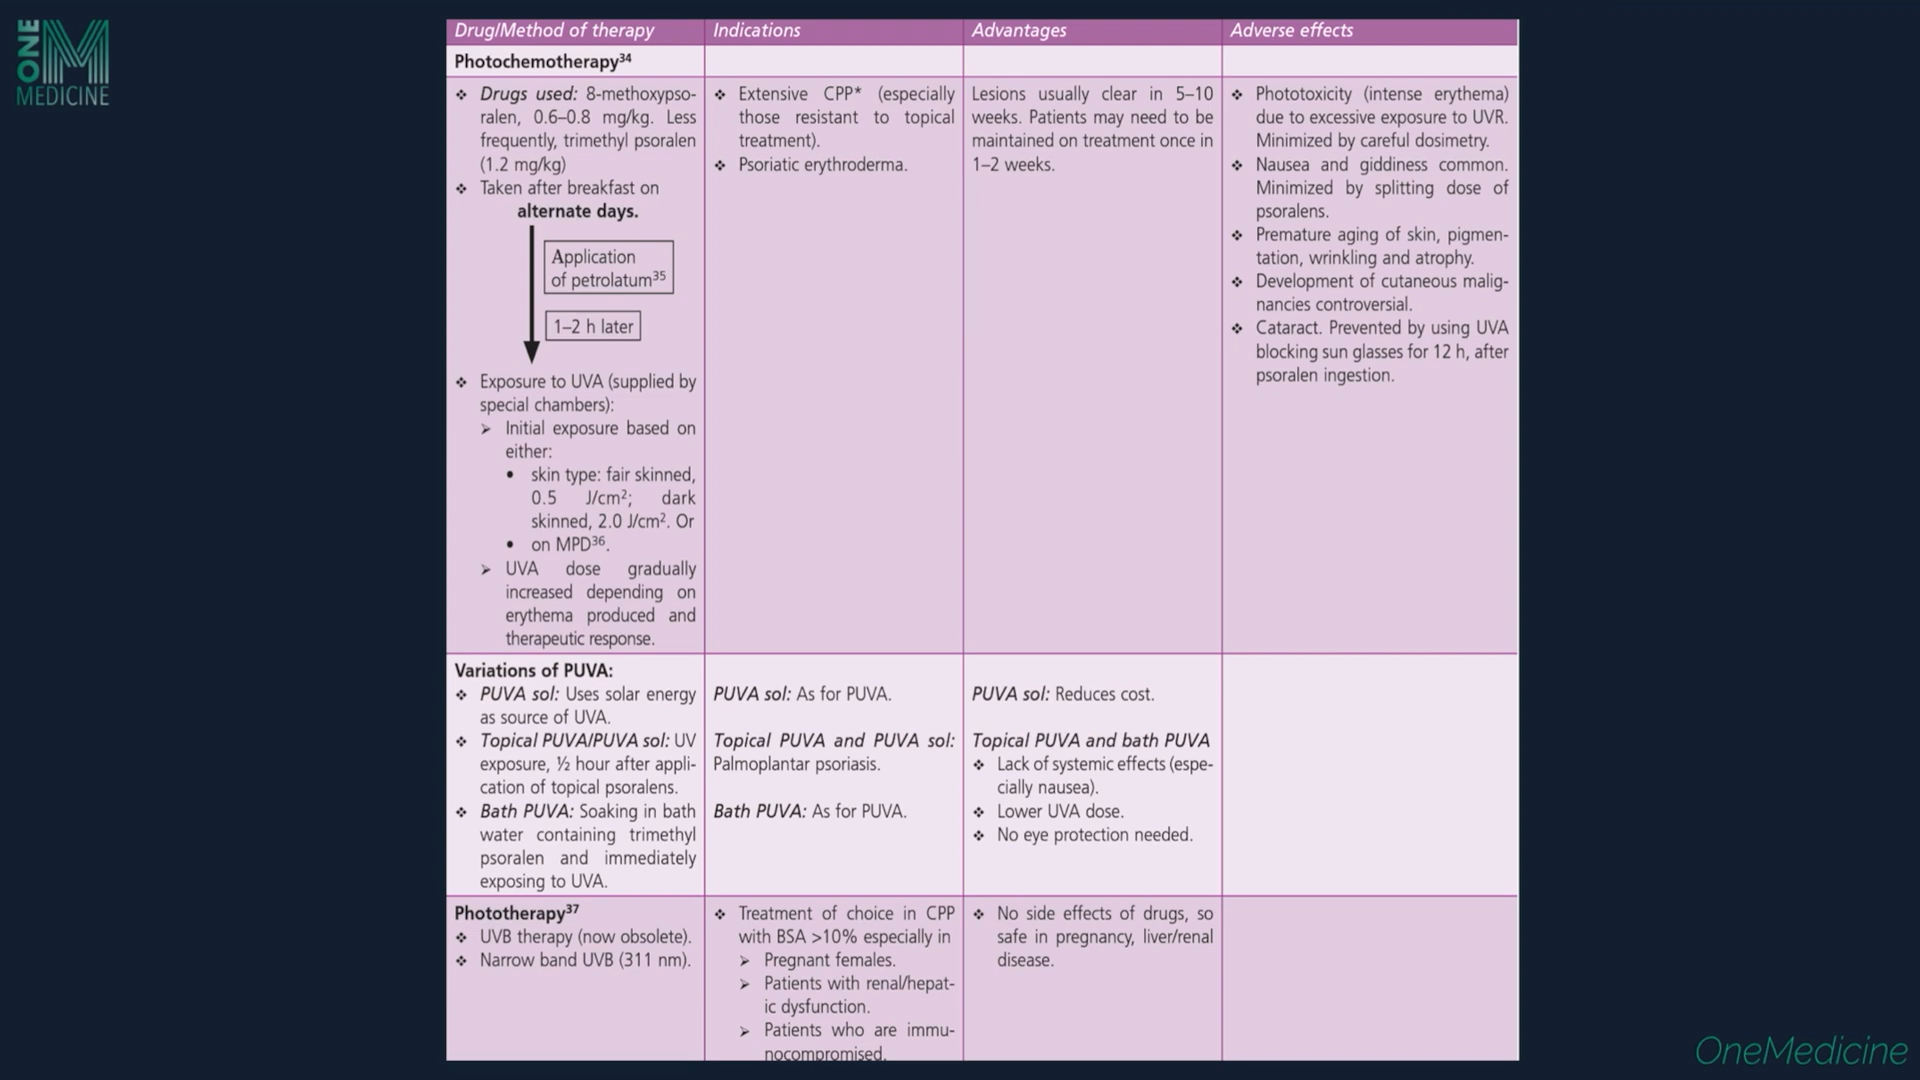 ONE
M
MEDICINE
Drug/Method of therapy
Indications
Advantages
Adverse effects
Photochemotherapy³⁴
❖ Drugs used: 8-methoxypso-
ralen, 0.6–0.8 mg/kg. Less
frequently, trimethyl psoralen
(1.2 mg/kg)
❖ Taken after breakfast on
alternate days.
Application
of petrolatum³⁵
1–2 h later
❖ Exposure to UVA (supplied by
special chambers):
➢ Initial exposure based on
either:
• skin type: fair skinned,
0.5 J/cm²; dark
skinned, 2.0 J/cm². Or
• on MPD³⁶.
➢ UVA dose gradually
increased depending on
erythema produced and
therapeutic response.
❖ Extensive CPP* (especially
those resistant to topical
treatment).
❖ Psoriatic erythroderma.
Lesions usually clear in 5–10
weeks. Patients may need to be
maintained on treatment once in
1–2 weeks.
❖ Phototoxicity (intense erythema)
due to excessive exposure to UVR.
Minimized by careful dosimetry.
❖ Nausea and giddiness common.
Minimized by splitting dose of
psoralens.
❖ Premature aging of skin, pigmen-
tation, wrinkling and atrophy.
❖ Development of cutaneous malig-
nancies controversial.
❖ Cataract. Prevented by using UVA
blocking sun glasses for 12 h, after
psoralen ingestion.
Variations of PUVA:
❖ PUVA sol: Uses solar energy
as source of UVA.
❖ Topical PUVA/PUVA sol: UV
exposure, ½ hour after appli-
cation of topical psoralens.
❖ Bath PUVA: Soaking in bath
water containing trimethyl
psoralen and immediately
exposing to UVA.
PUVA sol: As for PUVA.
Topical PUVA and PUVA sol:
Palmoplantar psoriasis.
Bath PUVA: As for PUVA.
PUVA sol: Reduces cost.
Topical PUVA and bath PUVA
❖ Lack of systemic effects (espe-
cially nausea).
❖ Lower UVA dose.
❖ No eye protection needed.
Phototherapy³⁷
❖ UVB therapy (now obsolete).
❖ Narrow band UVB (311 nm).
❖ Treatment of choice in CPP
with BSA >10% especially in
➢ Pregnant females.
➢ Patients with renal/hepat-
ic dysfunction.
➢ Patients who are immu-
nocompromised.
❖ No side effects of drugs, so
safe in pregnancy, liver/renal
disease.
OneMedicine